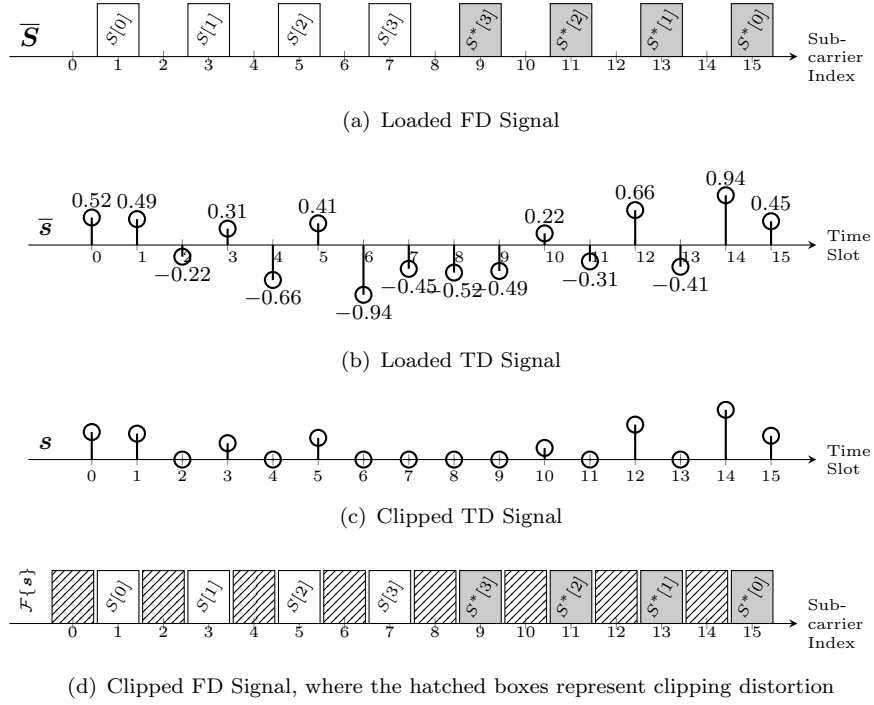 S̅ S[0] S[1] S[2] S[3] S*[3] S*[2] S*[1] S*[0]
0 1 2 3 4 5 6 7 8 9 10 11 12 13 14 15
Sub-
carrier
Index
(a) Loaded FD Signal
0.52 0.49 0.31 0.41 0.22 0.66 0.94 0.45
s̅
0 1 2 3 4 5 6 7 8 9 10 11 12 13 14 15
Time
Slot
−0.22 −0.66 −0.94 −0.45 −0.52 −0.49 −0.31 −0.41
(b) Loaded TD Signal
s
0 1 2 3 4 5 6 7 8 9 10 11 12 13 14 15
Time
Slot
(c) Clipped TD Signal
ℱ{s} S[0] S[1] S[2] S[3] S*[3] S*[2] S*[1] S*[0]
0 1 2 3 4 5 6 7 8 9 10 11 12 13 14 15
Sub-
carrier
Index
(d) Clipped FD Signal, where the hatched boxes represent clipping distortion